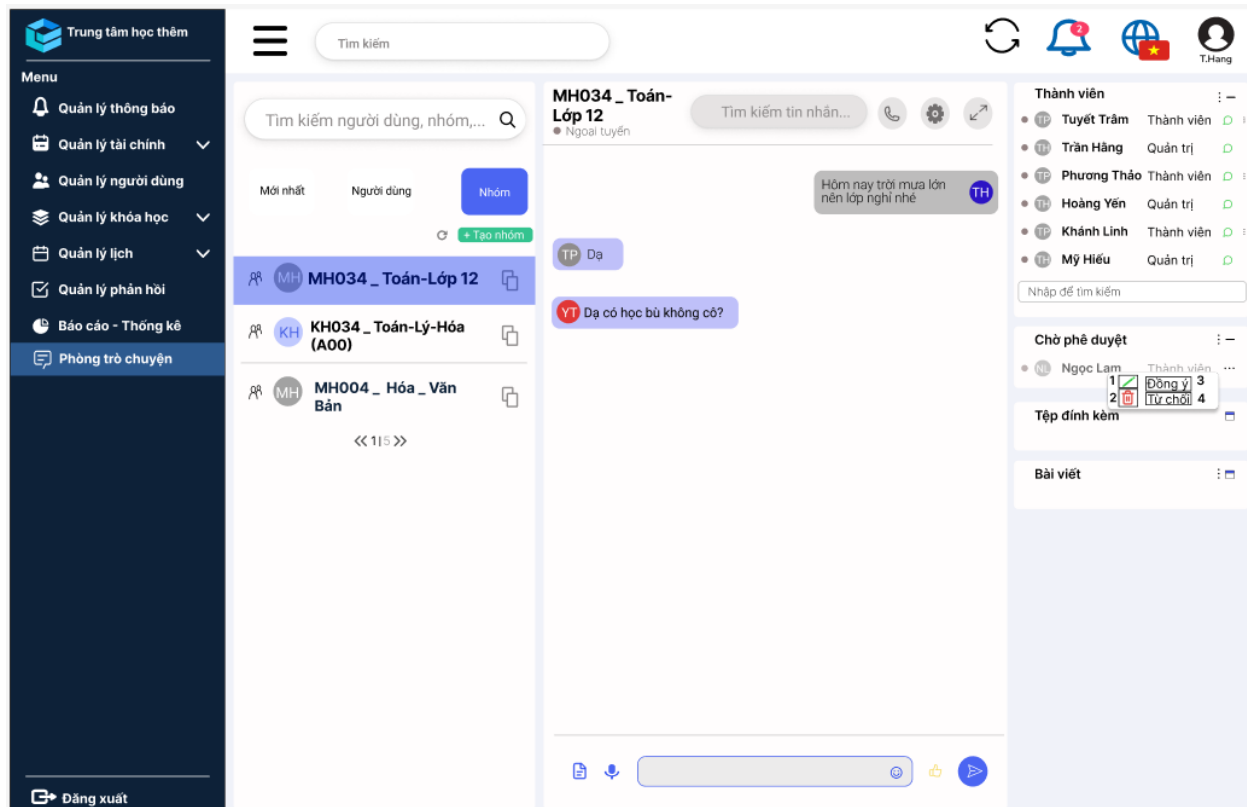 Trung tâm học thêm
Menu
Quản lý thông báo
Quản lý tài chính
Quản lý người dùng
Quản lý khóa học
Quản lý lịch
Quản lý phản hồi
Báo cáo - Thống kê
Phòng trò chuyện
Đăng xuất
Tìm kiếm
2
T.Hang
Tìm kiếm người dùng, nhóm,...
Mới nhất
Người dùng
Nhóm
+ Tạo nhóm
MH
MH034 _ Toán-Lớp 12
KH
KH034 _ Toán-Lý-Hóa
(A00)
MH
MH004 _ Hóa _ Văn
Bản
1|5
MH034 _ Toán-
Lớp 12
Ngoại tuyến
Tìm kiếm tin nhắn...
Hôm nay trời mưa lớn
nên lớp nghỉ nhé
TH
TP Dạ
YT Dạ có học bù không cô?
Thành viên
TP Tuyết Trâm Thành viên
TH Trần Hằng Quản trị
TP Phương Thảo Thành viên
TH Hoàng Yến Quản trị
TP Khánh Linh Thành viên
TH Mỹ Hiếu Quản trị
Nhập để tìm kiếm
Chờ phê duyệt
NL Ngọc Lam Thành viên ...
1 Đồng ý 3
2 Từ chối 4
Tệp đính kèm
Bài viết